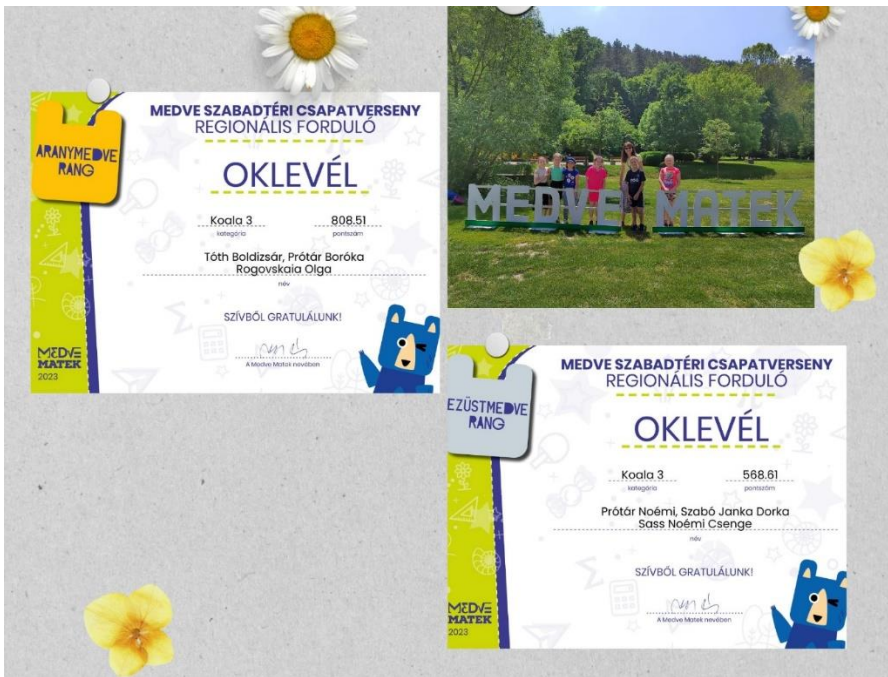 ARANYMEDVE
RANG
MEDVE SZABADTÉRI CSAPATVERSENY
REGIONÁLIS FORDULÓ
OKLEVÉL
Koala 3 808.51
kategória pontszám
Tóth Boldizsár, Prótár Boróka
Rogovskaia Olga
név
SZÍVBŐL GRATULÁLUNK!
A Medve Matek nevében
MEDVE
MATEK
2023
MEDVE MATEK
EZÜSTMEDVE
RANG
MEDVE SZABADTÉRI CSAPATVERSENY
REGIONÁLIS FORDULÓ
OKLEVÉL
Koala 3 568.61
kategória pontszám
Prótár Noémi, Szabó Janka Dorka
Sass Noémi Csenge
név
SZÍVBŐL GRATULÁLUNK!
A Medve Matek nevében
MEDVE
MATEK
2023